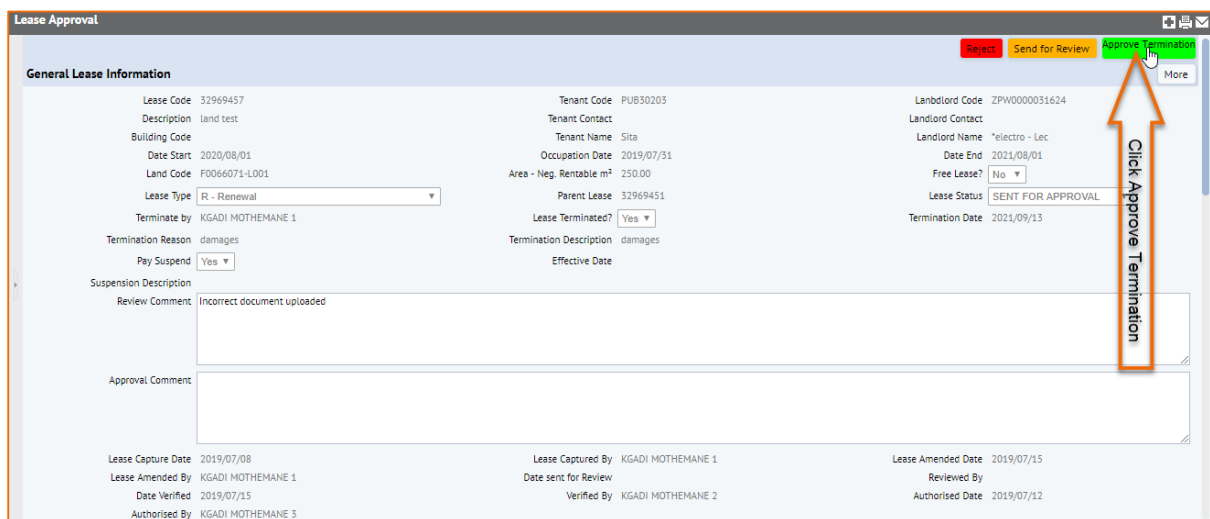 Lease Approval
Reject Send for Review Approve Termination
General Lease Information More
Lease Code 32969457 Tenant Code PUB30203 Lanbdlord Code ZPW0000031624
Description land test Tenant Contact Landlord Contact
Building Code Tenant Name Sita Landlord Name *electro - Lec
Date Start 2020/08/01 Occupation Date 2019/07/31 Date End 2021/08/01
Land Code F0066071-L001 Area - Neg. Rentable m² 250.00 Free Lease? No
Lease Type R - Renewal Parent Lease 32969451 Lease Status SENT FOR APPROVAL
Terminate by KGADI MOTHEMANE 1 Lease Terminated? Yes Termination Date 2021/09/13
Termination Reason damages Termination Description damages
Pay Suspend Yes Effective Date
Suspension Description
Review Comment Incorrect document uploaded
Approval Comment
Lease Capture Date 2019/07/08 Lease Captured By KGADI MOTHEMANE 1 Lease Amended Date 2019/07/15
Lease Amended By KGADI MOTHEMANE 1 Date sent for Review Reviewed By
Date Verified 2019/07/15 Verified By KGADI MOTHEMANE 2 Authorised Date 2019/07/12
Authorised By KGADI MOTHEMANE 3
Click Approve Termination